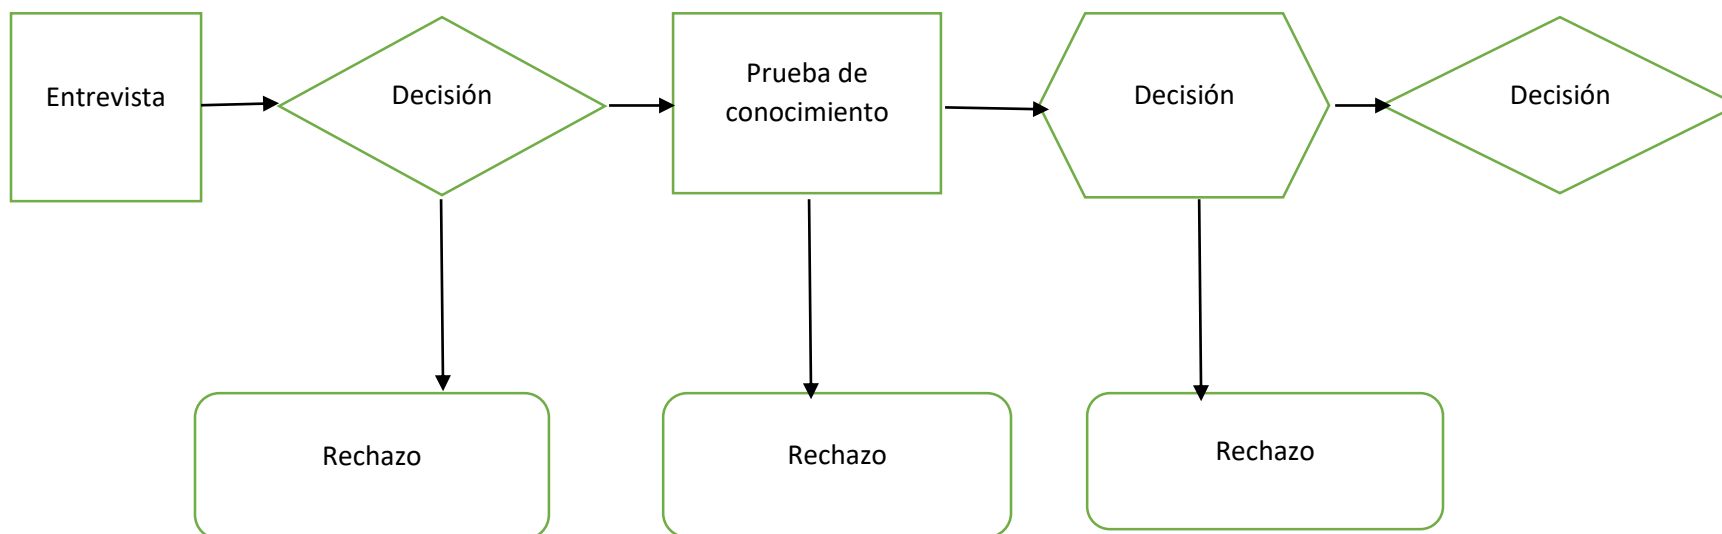 Entrevista
Decisión
Prueba de
conocimiento
Decisión
Decisión
Rechazo
Rechazo
Rechazo